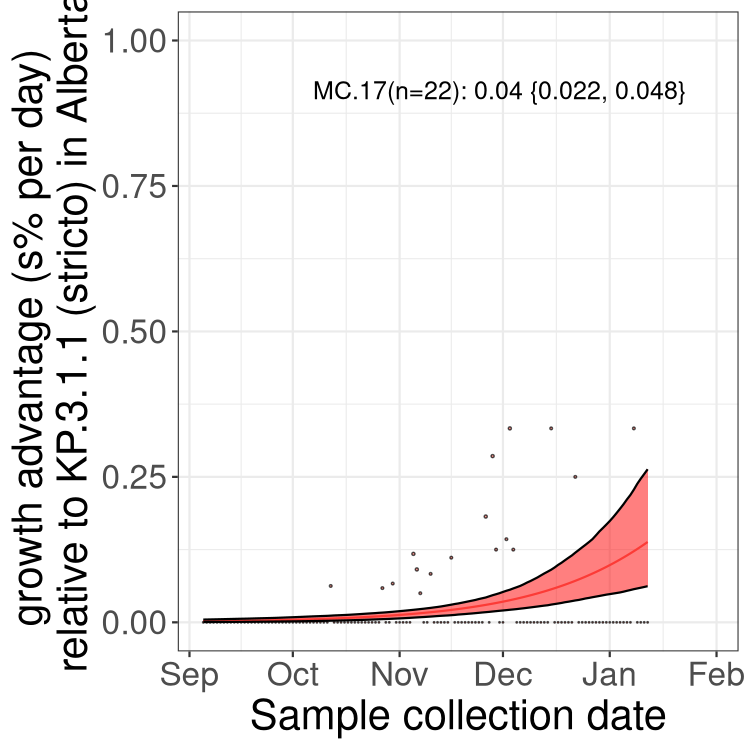 growth advantage (s% per day)
relative to KP.3.1.1 (stricto) in Alberta
1.00
0.75
0.50
0.25
0.00
MC.17(n=22): 0.04 {0.022, 0.048}
Sep Oct Nov Dec Jan Feb
Sample collection date